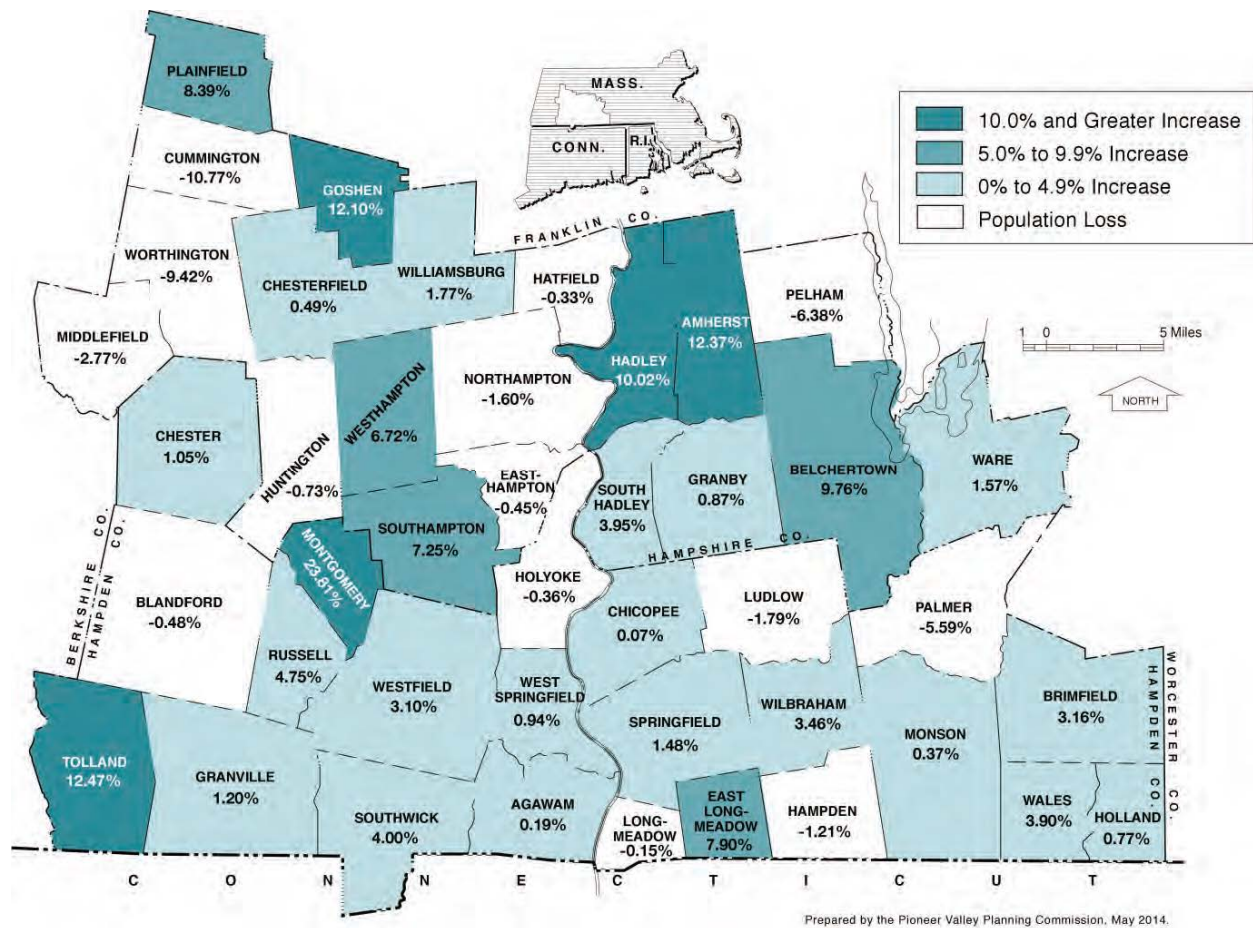 PLAINFIELD
8.39%
CUMMINGTON
-10.77%
GOSHEN
12.10%
WORTHINGTON
-9.42%
CHESTERFIELD
0.49%
WILLIAMSBURG
1.77%
MIDDLEFIELD
-2.77%
HATFIELD
-0.33%
FRANKLIN CO.
MASS.
CONN.
R.I.
10.0% and Greater Increase
5.0% to 9.9% Increase
0% to 4.9% Increase
Population Loss
PELHAM
-6.38%
AMHERST
12.37%
HADLEY
10.02%
1 0 5 Miles
NORTH
NORTHAMPTON
-1.60%
WESTHAMPTON
6.72%
CHESTER
1.05%
HUNTINGTON
-0.73%
EAST-
HAMPTON
-0.45%
SOUTH
HADLEY
3.95%
GRANBY
0.87%
BELCHERTOWN
9.76%
WARE
1.57%
SOUTHAMPTON
7.25%
MONTGOMERY
23.81%
HAMPSHIRE CO.
BERKSHIRE CO.
HAMPDEN CO.
BLANDFORD
-0.48%
HOLYOKE
-0.36%
CHICOPEE
0.07%
LUDLOW
-1.79%
PALMER
-5.59%
RUSSELL
4.75%
WESTFIELD
3.10%
WEST
SPRINGFIELD
0.94%
SPRINGFIELD
1.48%
WILBRAHAM
3.46%
MONSON
0.37%
BRIMFIELD
3.16%
WORCESTER CO.
HAMPDEN CO.
TOLLAND
12.47%
GRANVILLE
1.20%
SOUTHWICK
4.00%
AGAWAM
0.19%
LONG-
MEADOW
-0.15%
EAST
LONG-
MEADOW
7.90%
HAMPDEN
-1.21%
WALES
3.90%
HOLLAND
0.77%
CONNECTICUT
Prepared by the Pioneer Valley Planning Commission, May 2014.